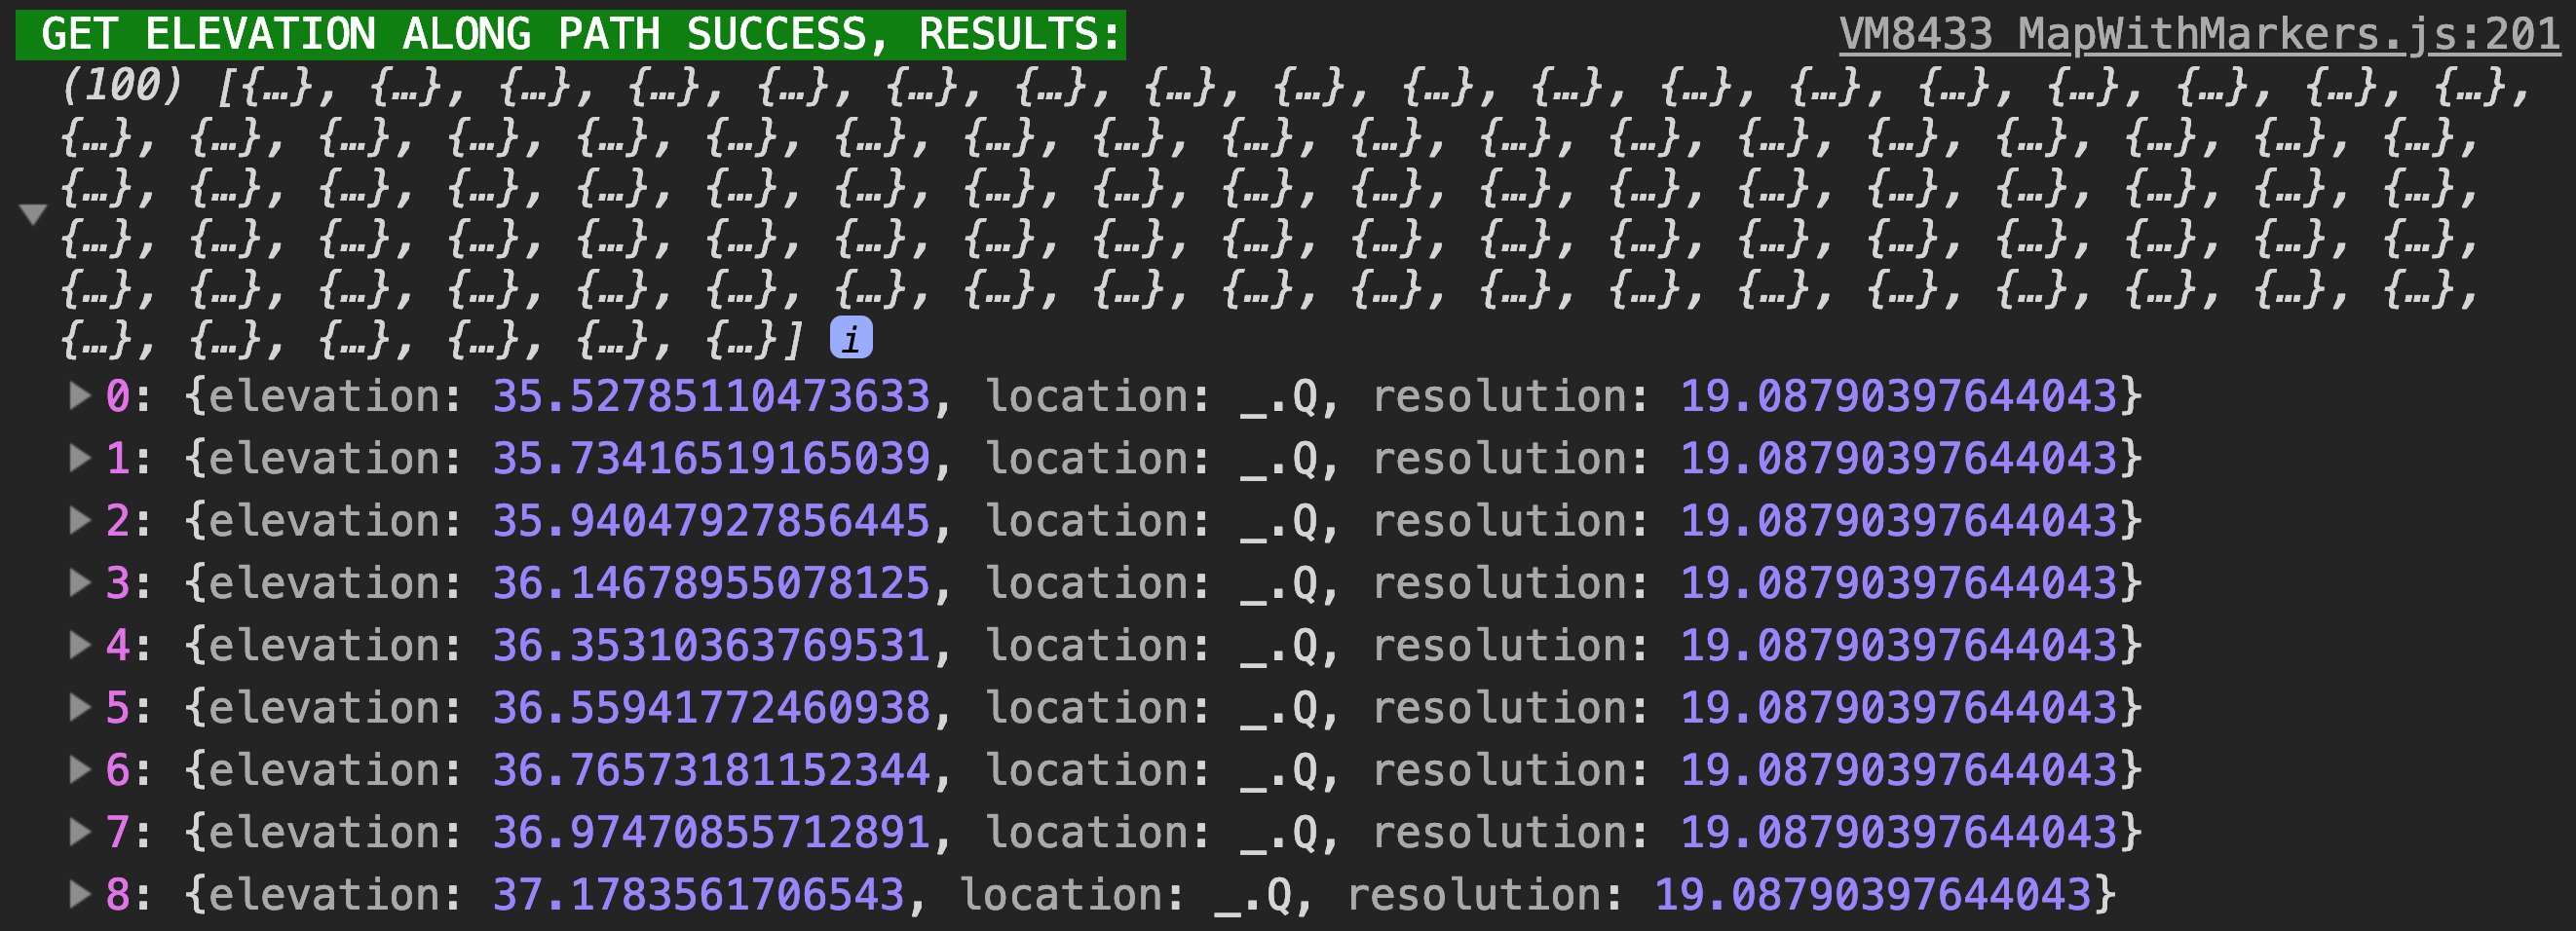 GET ELEVATION ALONG PATH SUCCESS, RESULTS: VM8433 MapWithMarkers.js:201
(100) [{…}, {…}, {…}, {…}, {…}, {…}, {…}, {…}, {…}, {…}, {…}, {…}, {…}, {…}, {…}, {…}, {…}, {…},
{…}, {…}, {…}, {…}, {…}, {…}, {…}, {…}, {…}, {…}, {…}, {…}, {…}, {…}, {…}, {…}, {…}, {…}, {…},
{…}, {…}, {…}, {…}, {…}, {…}, {…}, {…}, {…}, {…}, {…}, {…}, {…}, {…}, {…}, {…}, {…}, {…}, {…},
{…}, {…}, {…}, {…}, {…}, {…}, {…}, {…}, {…}, {…}, {…}, {…}, {…}, {…}, {…}, {…}, {…}, {…}, {…},
{…}, {…}, {…}, {…}, {…}, {…}, {…}, {…}, {…}, {…}, {…}, {…}, {…}, {…}, {…}, {…}, {…}, {…}, {…},
{…}, {…}, {…}, {…}, {…}, {…}] i
0: {elevation: 35.52785110473633, location: _.Q, resolution: 19.08790397644043}
1: {elevation: 35.73416519165039, location: _.Q, resolution: 19.08790397644043}
2: {elevation: 35.94047927856445, location: _.Q, resolution: 19.08790397644043}
3: {elevation: 36.14678955078125, location: _.Q, resolution: 19.08790397644043}
4: {elevation: 36.35310363769531, location: _.Q, resolution: 19.08790397644043}
5: {elevation: 36.55941772460938, location: _.Q, resolution: 19.08790397644043}
6: {elevation: 36.76573181152344, location: _.Q, resolution: 19.08790397644043}
7: {elevation: 36.97470855712891, location: _.Q, resolution: 19.08790397644043}
8: {elevation: 37.1783561706543, location: _.Q, resolution: 19.08790397644043}